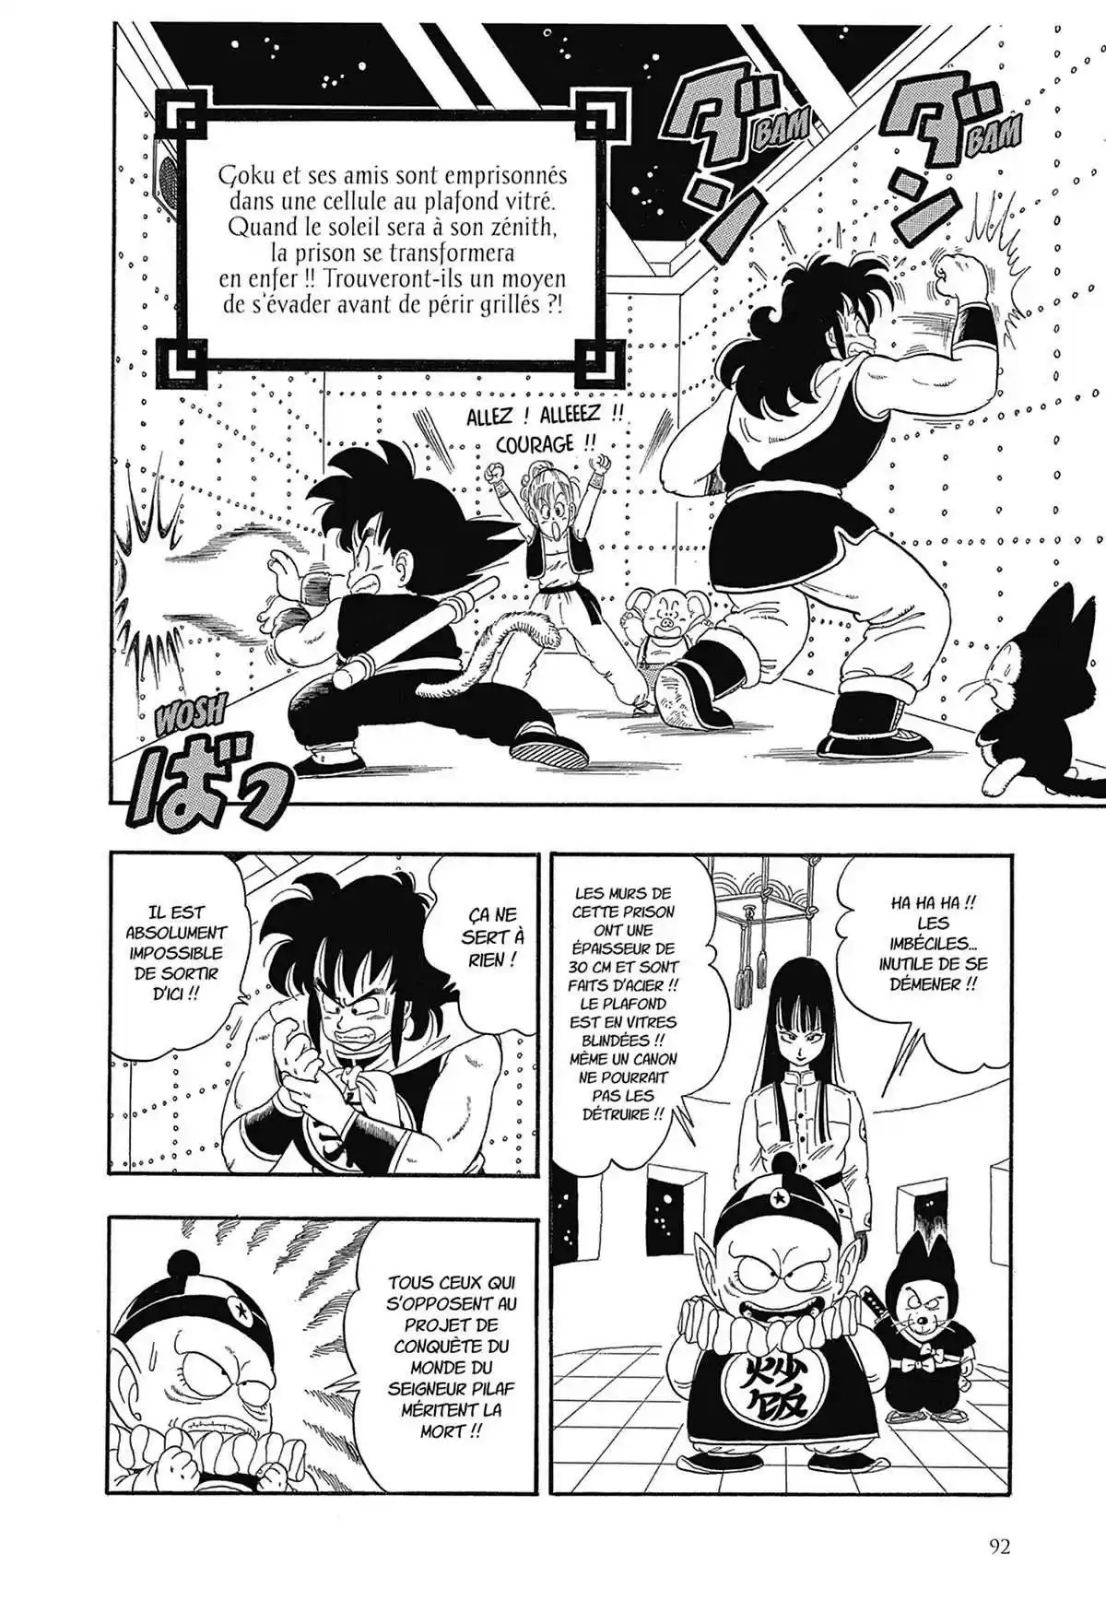 Goku et ses amis sont emprisonnés
dans une cellule au plafond vitré.
Quand le soleil sera à son zénith,
la prison se transformera
en enfer !! Trouveront-ils un moyen
de s'évader avant de périr grillés ?!
ダン
BAM
ダン
BAM
ALLEZ ! ALLEEEZ !!
COURAGE !!
WOSH
ばっ
HA HA HA !!
LES
IMBÉCILES...
INUTILE DE SE
DÉMENER !!
LES MURS DE
CETTE PRISON
ONT UNE
ÉPAISSEUR DE
30 CM ET SONT
FAITS D'ACIER !!
LE PLAFOND
EST EN VITRES
BLINDÉES !!
MÊME UN CANON
NE POURRAIT
PAS LES
DÉTRUIRE !!
炒飯
ÇA NE
SERT À
RIEN !
IL EST
ABSOLUMENT
IMPOSSIBLE
DE SORTIR
D'ICI !!
TOUS CEUX QUI
S'OPPOSENT AU
PROJET DE
CONQUÊTE DU
MONDE DU
SEIGNEUR PILAF
MÉRITENT LA
MORT !!
92